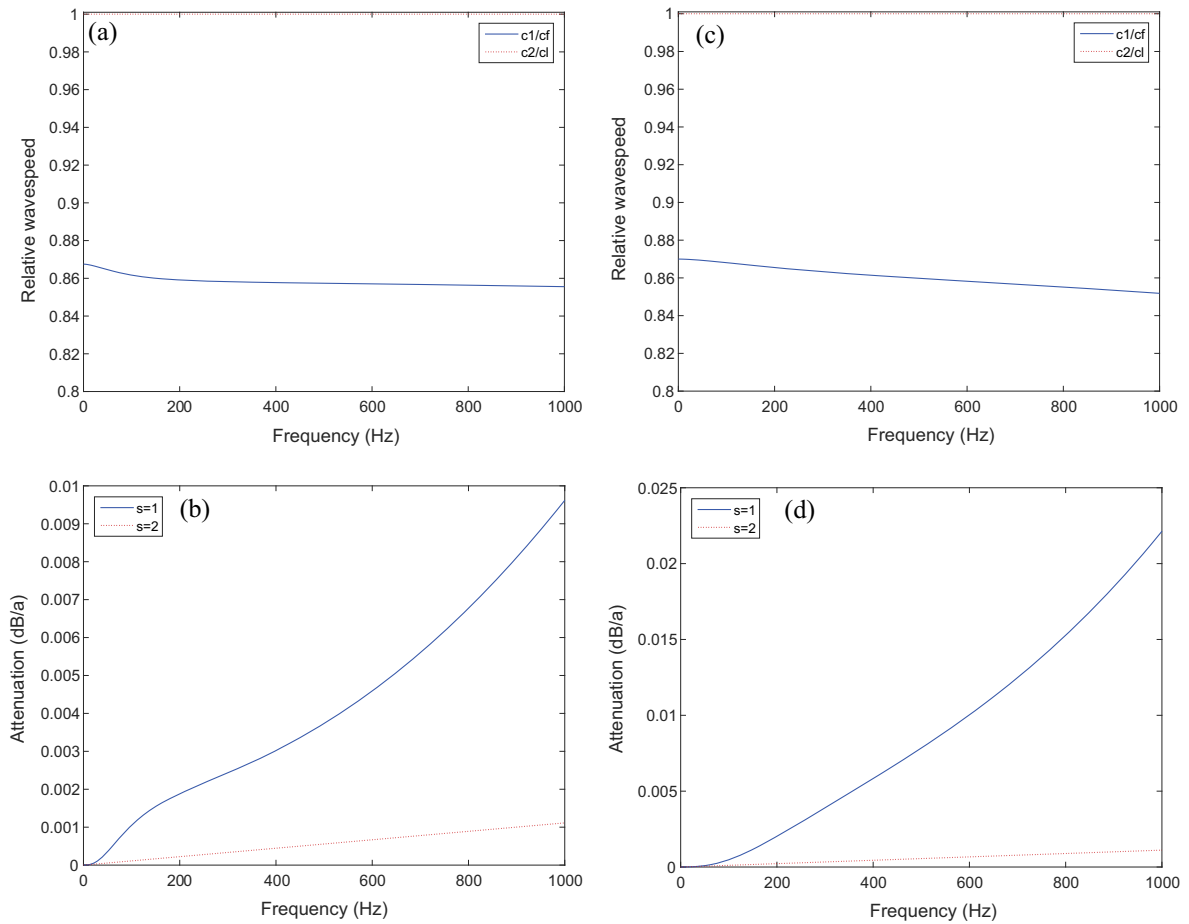 (a)
c1/cf
c2/cl
1
0.98
0.96
0.94
0.92
0.9
0.88
0.86
0.84
0.82
0.8
Relative wavespeed
0 200 400 600 800 1000
Frequency (Hz)
(c)
c1/cf
c2/cl
1
0.98
0.96
0.94
0.92
0.9
0.88
0.86
0.84
0.82
0.8
Relative wavespeed
0 200 400 600 800 1000
Frequency (Hz)
(b)
s=1
s=2
0.01
0.009
0.008
0.007
0.006
0.005
0.004
0.003
0.002
0.001
0
Attenuation (dB/a)
0 200 400 600 800 1000
Frequency (Hz)
(d)
s=1
s=2
0.025
0.02
0.015
0.01
0.005
0
Attenuation (dB/a)
0 200 400 600 800 1000
Frequency (Hz)